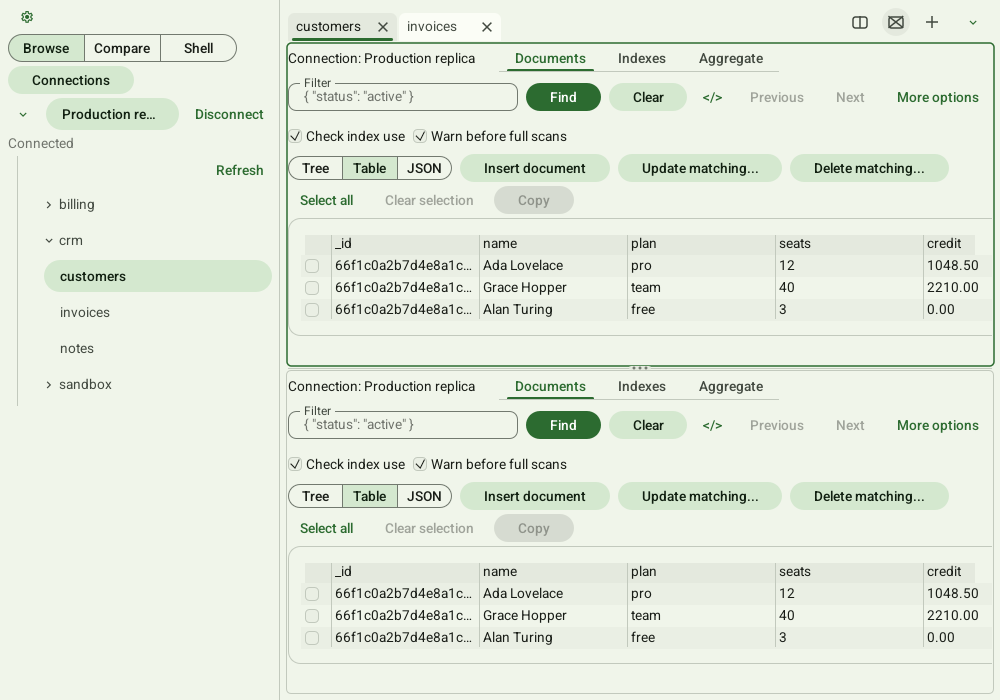 customers invoices
Browse Compare Shell
Connections
Production re... Disconnect
Connected
Refresh
billing
crm
customers
invoices
notes
sandbox
Connection: Production replica Documents Indexes Aggregate
Filter
{ "status": "active" } Find Clear </> Previous Next More options
Check index use Warn before full scans
Tree Table JSON Insert document Update matching... Delete matching...
Select all Clear selection Copy
_id name plan seats credit
66f1c0a2b7d4e8a1c... Ada Lovelace pro 12 1048.50
66f1c0a2b7d4e8a1c... Grace Hopper team 40 2210.00
66f1c0a2b7d4e8a1c... Alan Turing free 3 0.00
Connection: Production replica Documents Indexes Aggregate
Filter
{ "status": "active" } Find Clear </> Previous Next More options
Check index use Warn before full scans
Tree Table JSON Insert document Update matching... Delete matching...
Select all Clear selection Copy
_id name plan seats credit
66f1c0a2b7d4e8a1c... Ada Lovelace pro 12 1048.50
66f1c0a2b7d4e8a1c... Grace Hopper team 40 2210.00
66f1c0a2b7d4e8a1c... Alan Turing free 3 0.00